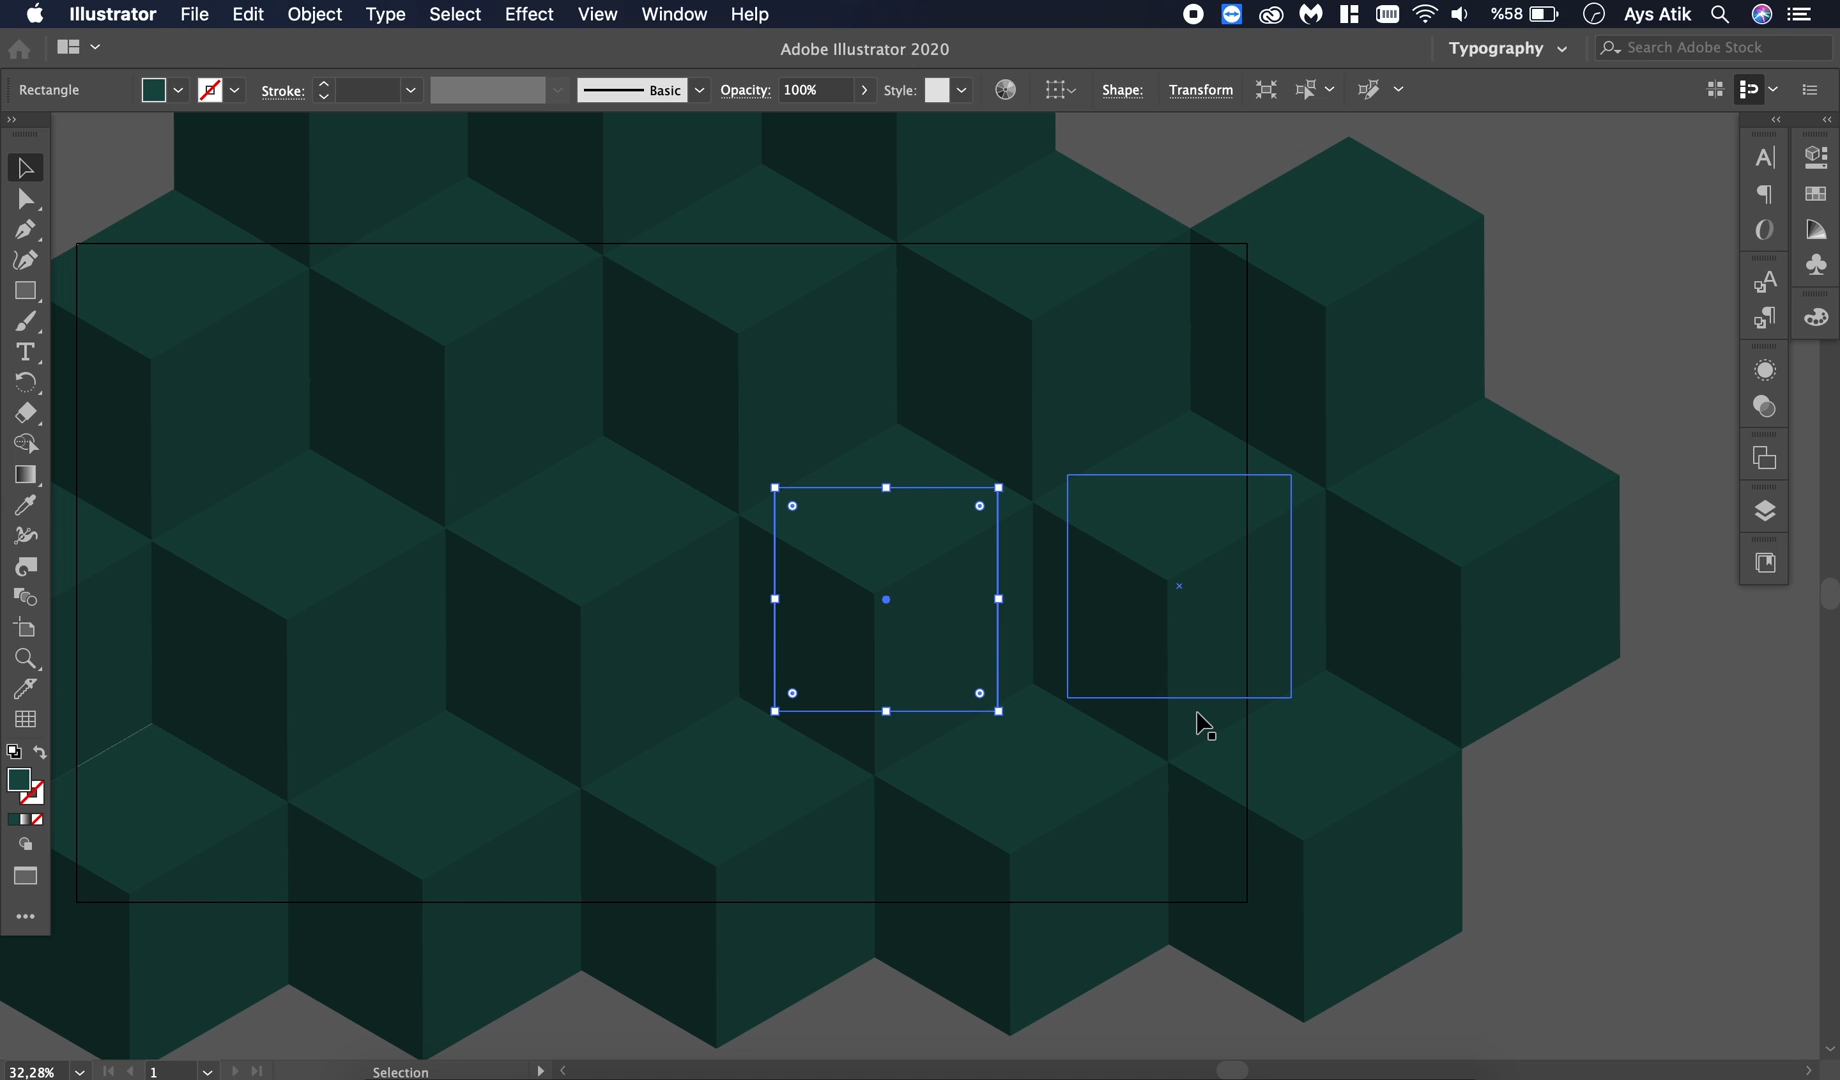 Illustrator File Edit Object Type Select Effect View Window Help %58 Ays Atik
Adobe Illustrator 2020 Typography Search Adobe Stock
Rectangle Stroke: Basic Opacity: 100% Style: Shape: Transform
32,28% 1 Selection